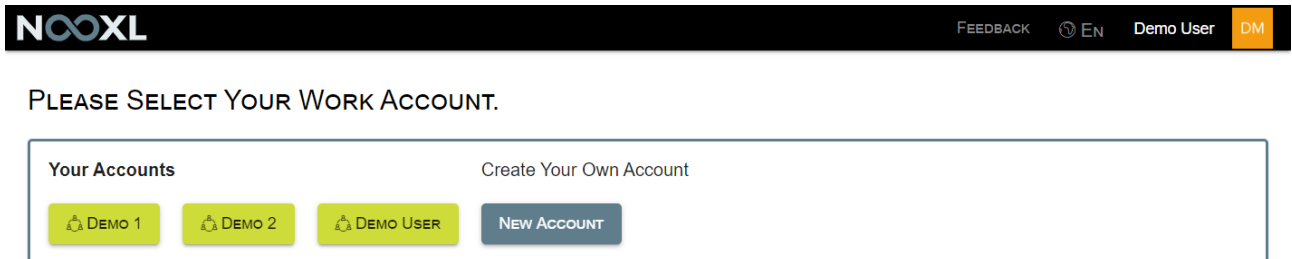 NOOXL FEEDBACK EN Demo User DM
PLEASE SELECT YOUR WORK ACCOUNT.
Your Accounts Create Your Own Account
DEMO 1 DEMO 2 DEMO USER NEW ACCOUNT